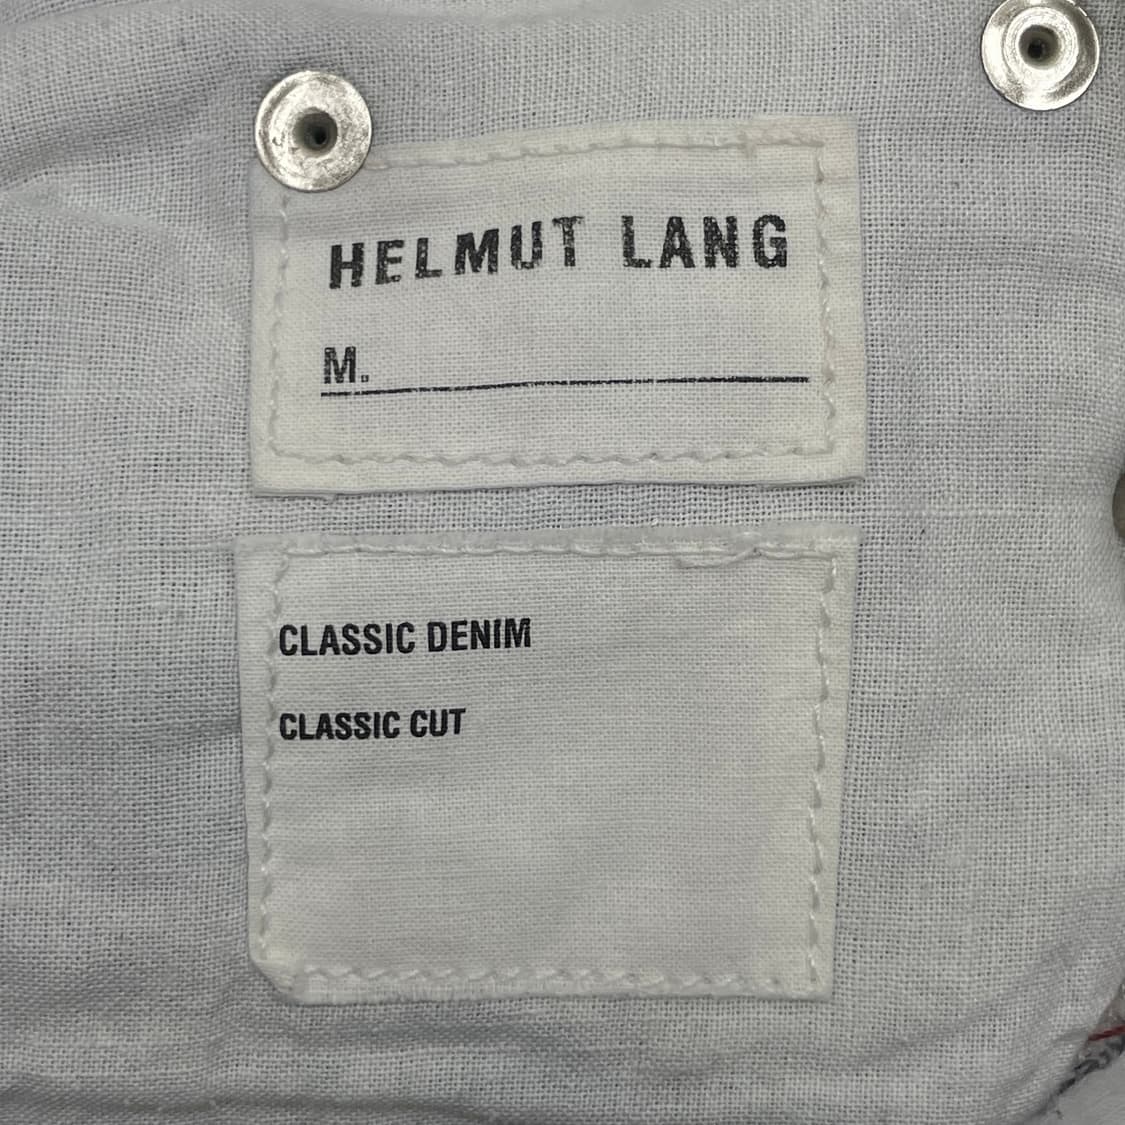 HELMUT LANG
M.
CLASSIC DENIM
CLASSIC CUT